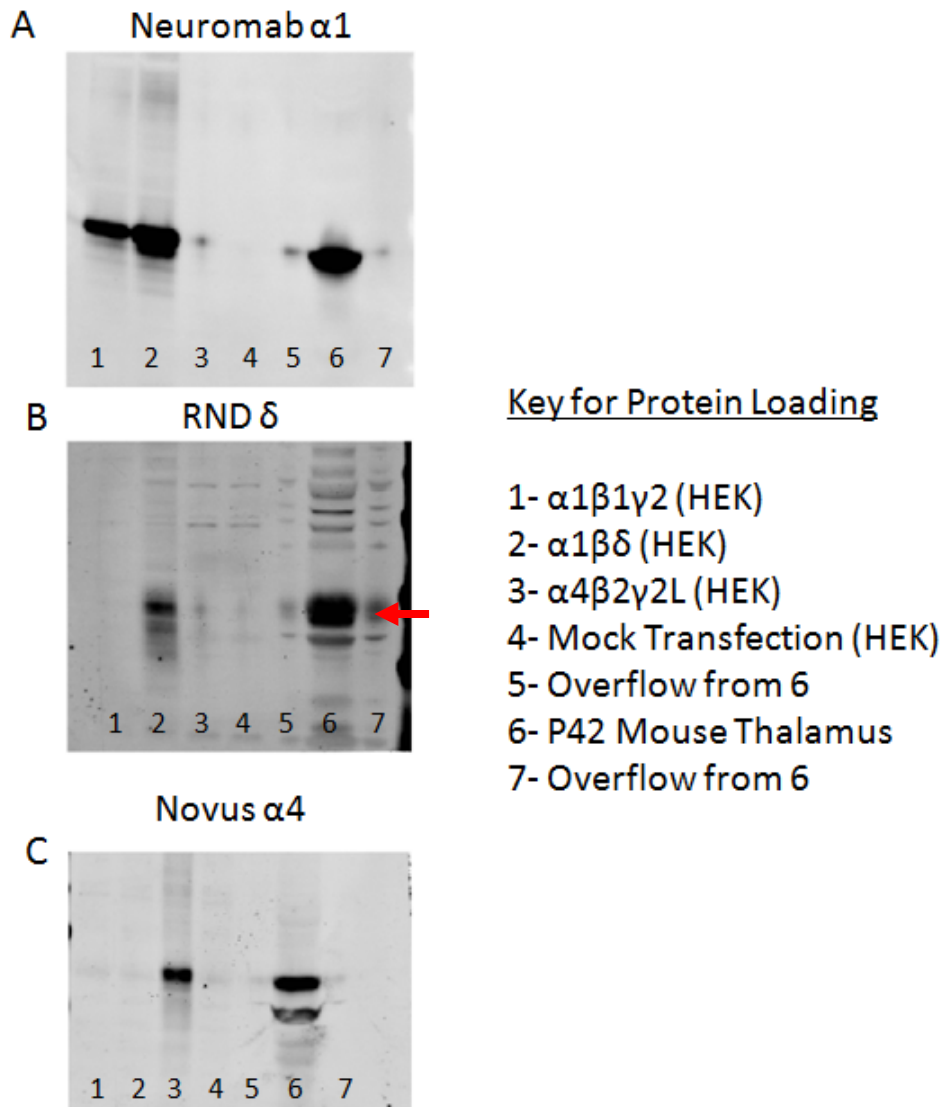 A
Neuromab α1
1 2 3 4 5 6 7
B
RND δ
1 2 3 4 5 6 7
Novus α4
C
1 2 3 4 5 6 7
Key for Protein Loading
1- α1β1γ2 (HEK)
2- α1βδ (HEK)
3- α4β2γ2L (HEK)
4- Mock Transfection (HEK)
5- Overflow from 6
6- P42 Mouse Thalamus
7- Overflow from 6